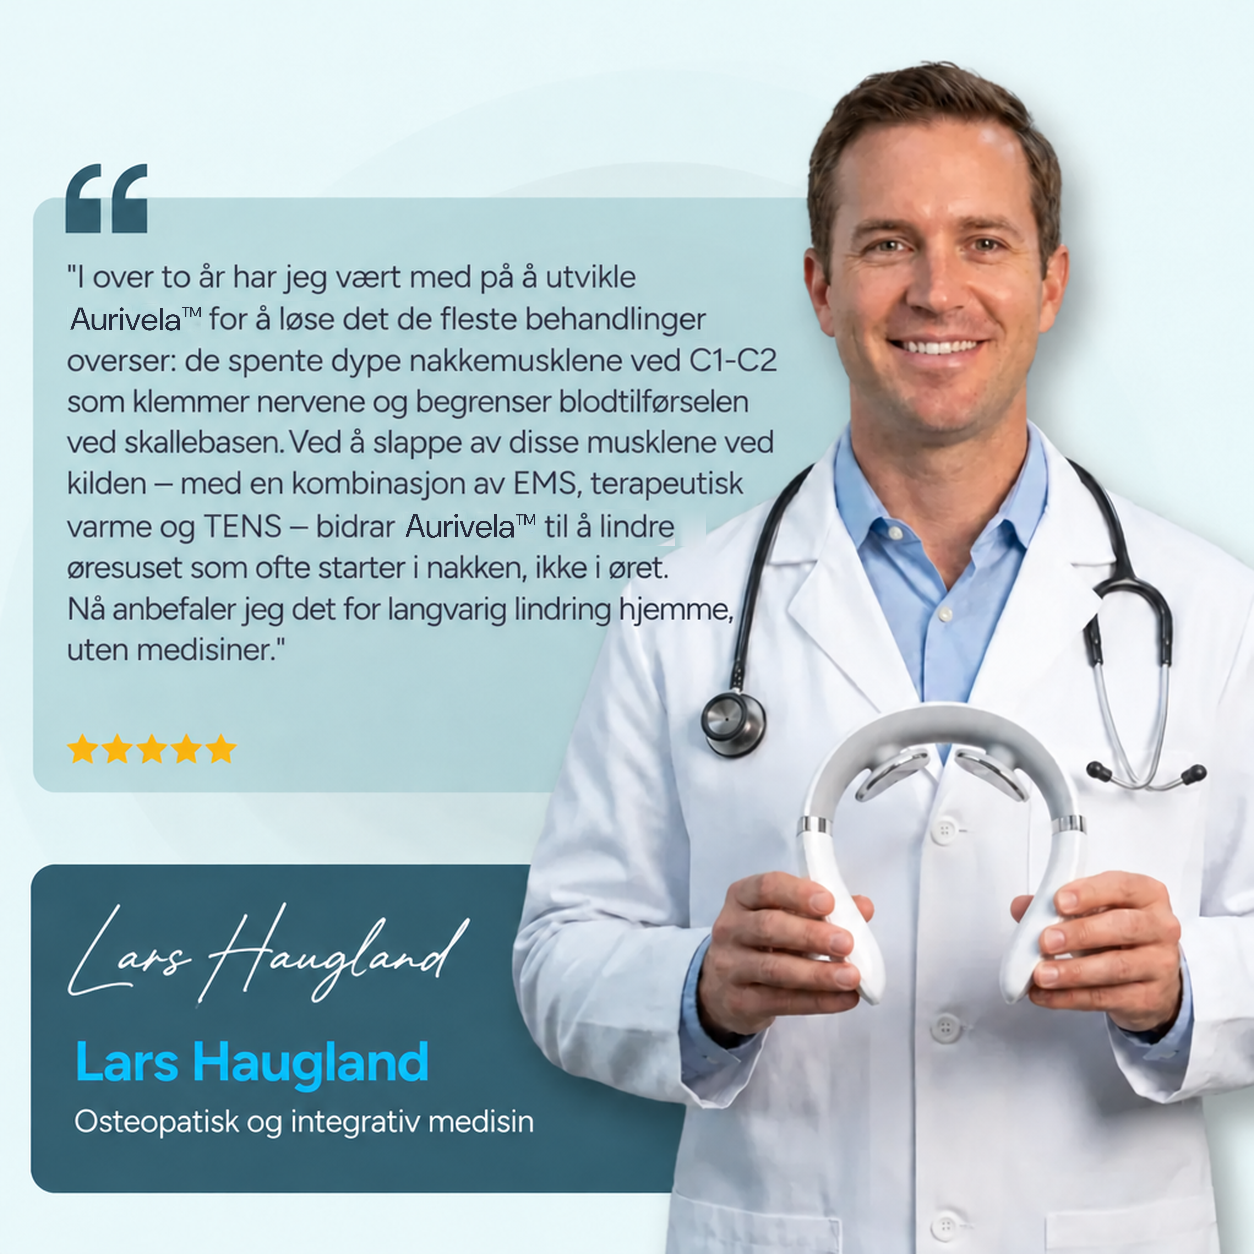 "I over to år har jeg vært med på å utvikle
Aurivela™ for å løse det de fleste behandlinger
overser: de spente dype nakkemusklene ved C1-C2
som klemmer nervene og begrenser blodtilførselen
ved skallebasen. Ved å slappe av disse musklene ved
kilden – med en kombinasjon av EMS, terapeutisk
varme og TENS – bidrar Aurivela™ til å lindre
øresuset som ofte starter i nakken, ikke i øret.
Nå anbefaler jeg det for langvarig lindring hjemme,
uten medisiner."
Lars Haugland
Lars Haugland
Osteopatisk og integrativ medisin